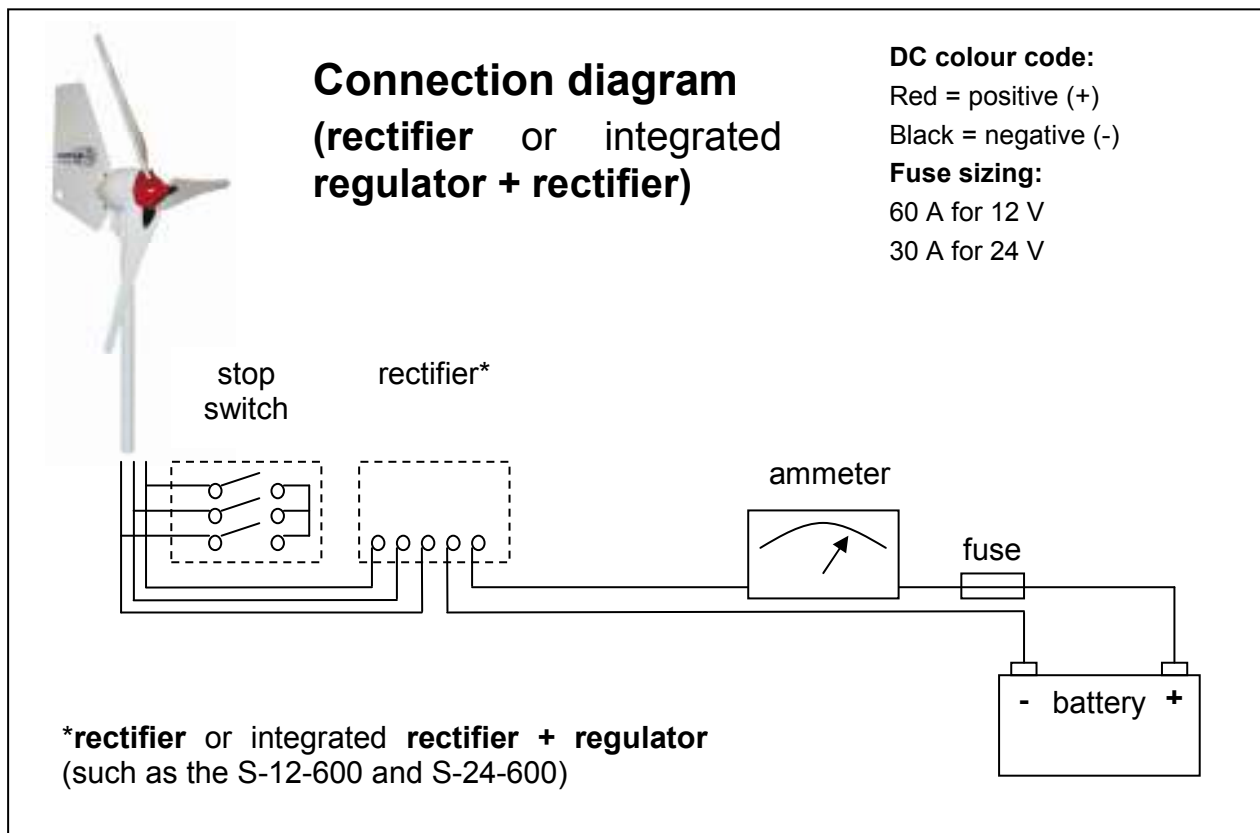 Connection diagram
(rectifier or integrated
regulator + rectifier)
DC colour code:
Red = positive (+)
Black = negative (-)
Fuse sizing:
60 A for 12 V
30 A for 24 V
stop
switch
rectifier*
ammeter
fuse
- battery +
*rectifier or integrated rectifier + regulator
(such as the S-12-600 and S-24-600)